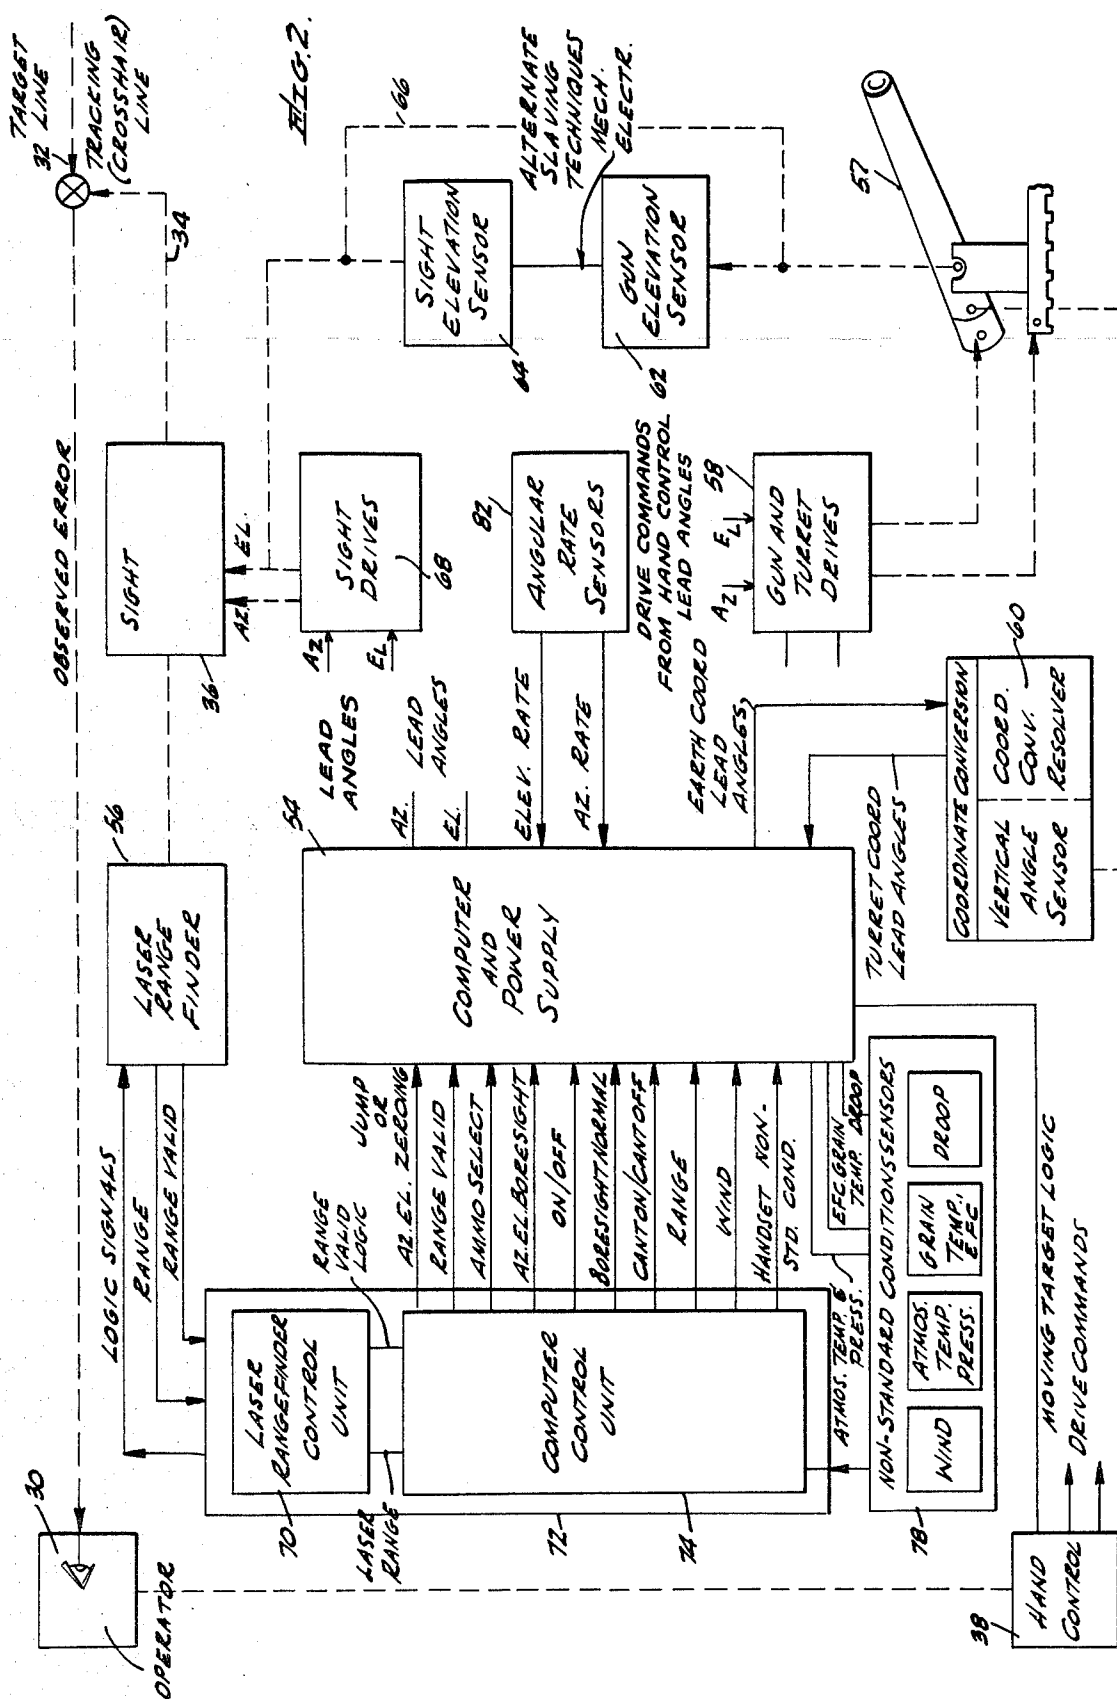 FIG. 2.
30
OPERATOR
OBSERVED ERROR
TARGET
LINE
32
TRACKING
(CROSSHAIR)
LINE
34
LOGIC SIGNALS
RANGE
RANGE VALID
56
LASER
RANGE
FINDER
36
SIGHT
AZ.
EL.
LEAD
ANGLES
AZ
EL
SIGHT
DRIVES
68
66
SIGHT
ELEVATION
SENSOR
64
ALTERNATE
SLAVING
TECHNIQUES
MECH.
ELECTR.
GUN
ELEVATION
SENSOR
62
70
LASER
RANGEFINDER
CONTROL
UNIT
RANGE
VALID
LOGIC
LASER
RANGE
72
COMPUTER
CONTROL
UNIT
74
JUMP
OR
AZ. EL. ZEROING
RANGE VALID
AMMO SELECT
AZ. EL. BORESIGHT
ON/OFF
BORESIGHT NORMAL
CANT ON/CANT OFF
RANGE
WIND
HANDSET NON-
STD. COND.
54
COMPUTER
AND
POWER
SUPPLY
AZ.
EL.
LEAD
ANGLES
ELEV. RATE
AZ. RATE
82
ANGULAR
RATE
SENSORS
DRIVE COMMANDS
FROM HAND CONTROL
LEAD ANGLES
AZ
EL
58
GUN AND
TURRET
DRIVES
57
EARTH COORD
LEAD
ANGLES
TURRET COORD
LEAD ANGLES
COORDINATE CONVERSION
VERTICAL
ANGLE
SENSOR
COORD.
CONV.
RESOLVER
60
ATMOS. TEMP. &
PRESS.
EFC GRAIN
TEMP.
DROOP
78
NON-STANDARD CONDITIONS SENSORS
WIND
ATMOS.
TEMP.
PRESS.
GRAIN
TEMP.,
EFC
DROOP
MOVING TARGET LOGIC
DRIVE COMMANDS
38
HAND
CONTROL